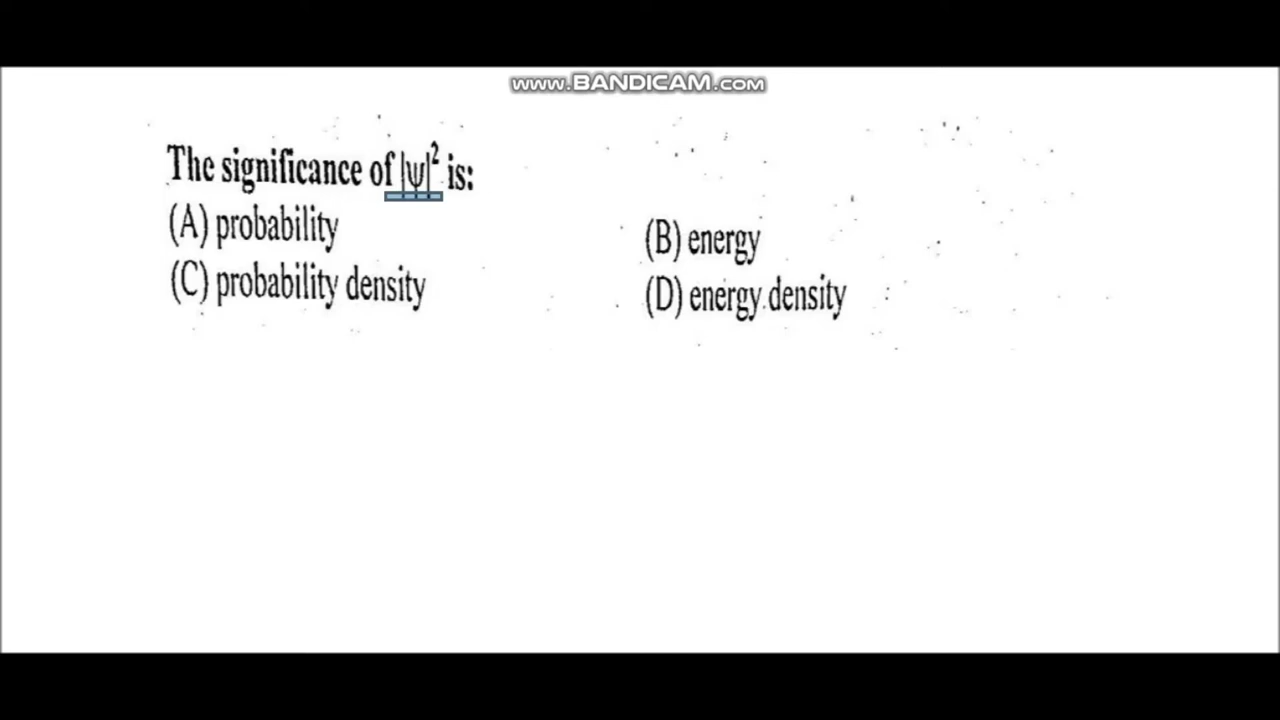 www.BANDICAM.com
The significance of |ψ|² is:
(A) probability
(B) energy
(C) probability density
(D) energy density